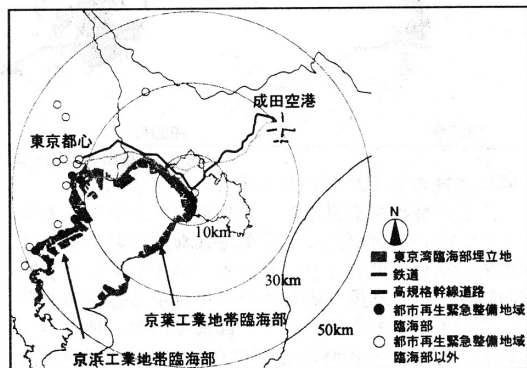 成田空港
東京都心
10km
30km
50km
京葉工業地帯臨海部
京浜工業地帯臨海部
N
東京湾臨海部埋立地
鉄道
高規格幹線道路
都市再生緊急整備地域
臨海部
都市再生緊急整備地域
臨海部以外